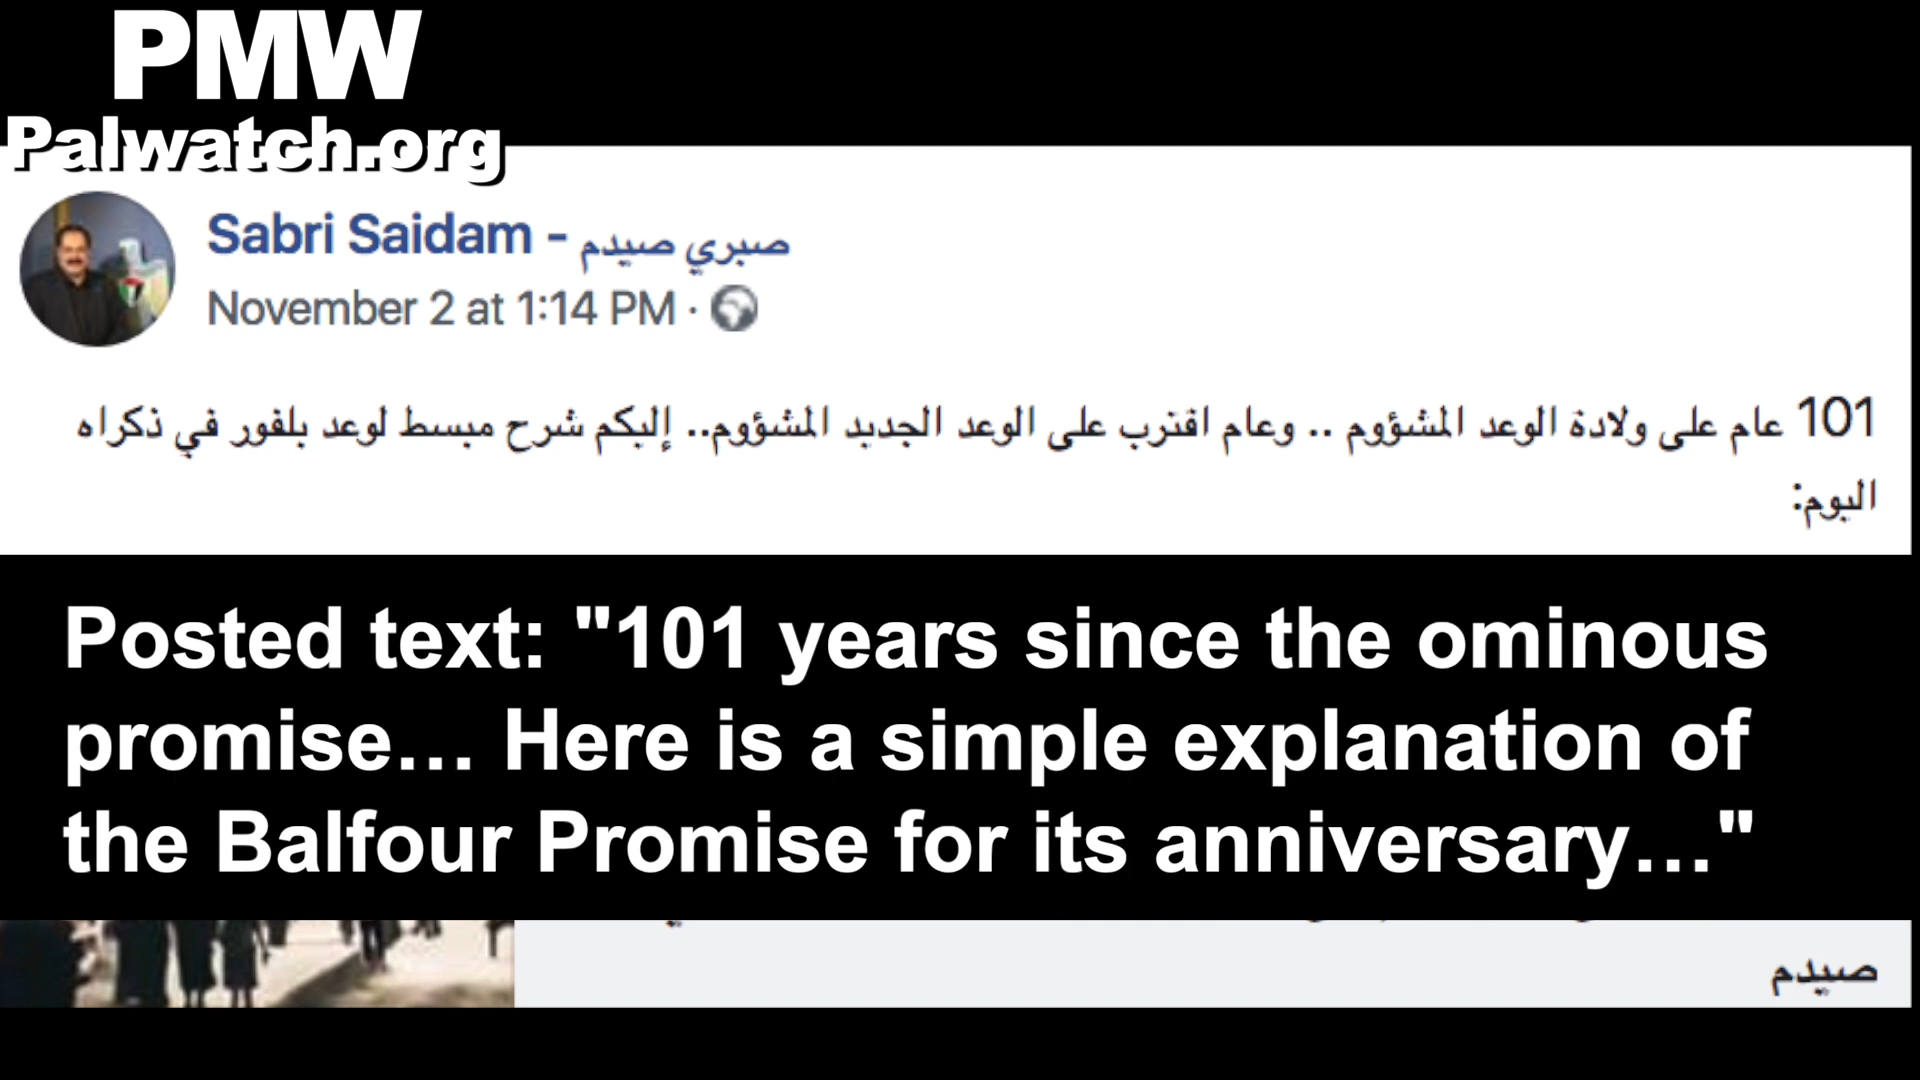 PMW
Palwatch.org
Sabri Saidam - صبري صيدم
November 2 at 1:14 PM ·
101 عام على ولادة الوعد المشؤوم .. وعام اقترب على الوعد الجديد المشؤوم.. إليكم شرح مبسط لوعد بلفور في ذكراه
اليوم:
Posted text: "101 years since the ominous
promise... Here is a simple explanation of
the Balfour Promise for its anniversary..."
صيدم